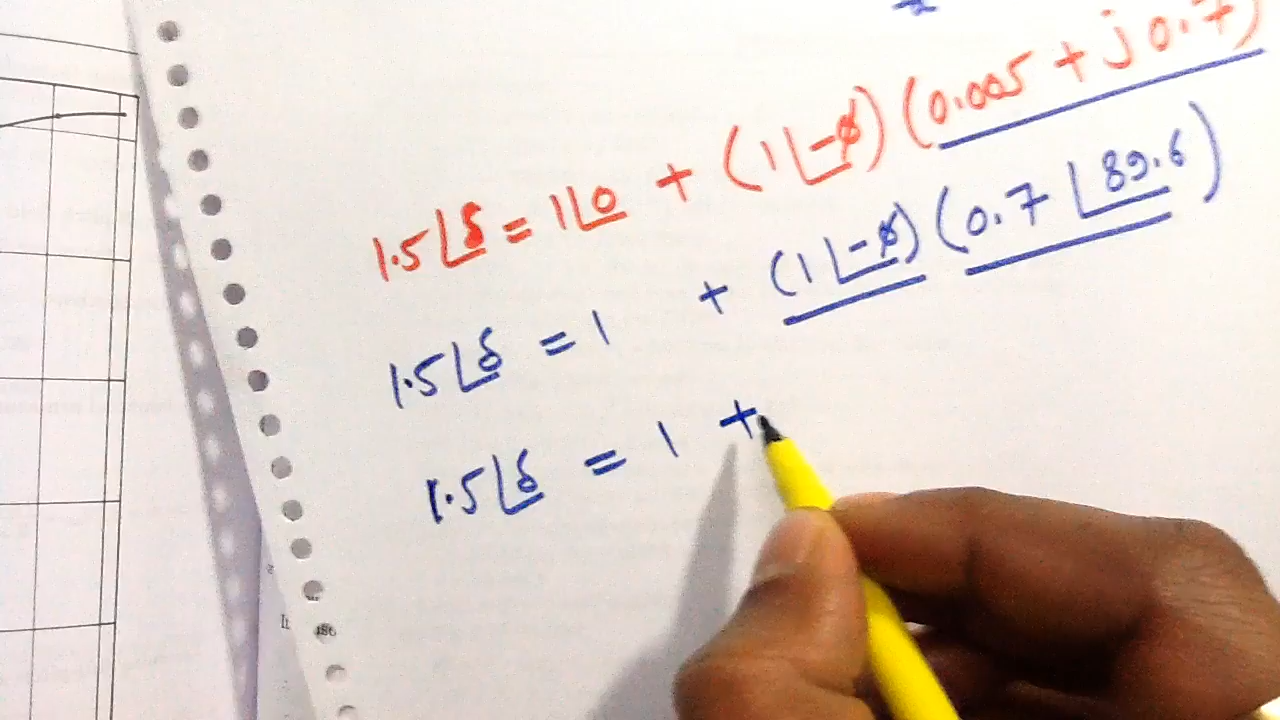 1.5∠δ = 1∠0 + (1∠-ϕ) (0.005 + j0.7)
1.5∠δ = 1 + (1∠-ϕ) (0.7∠89.6)
1.5∠δ = 1 +